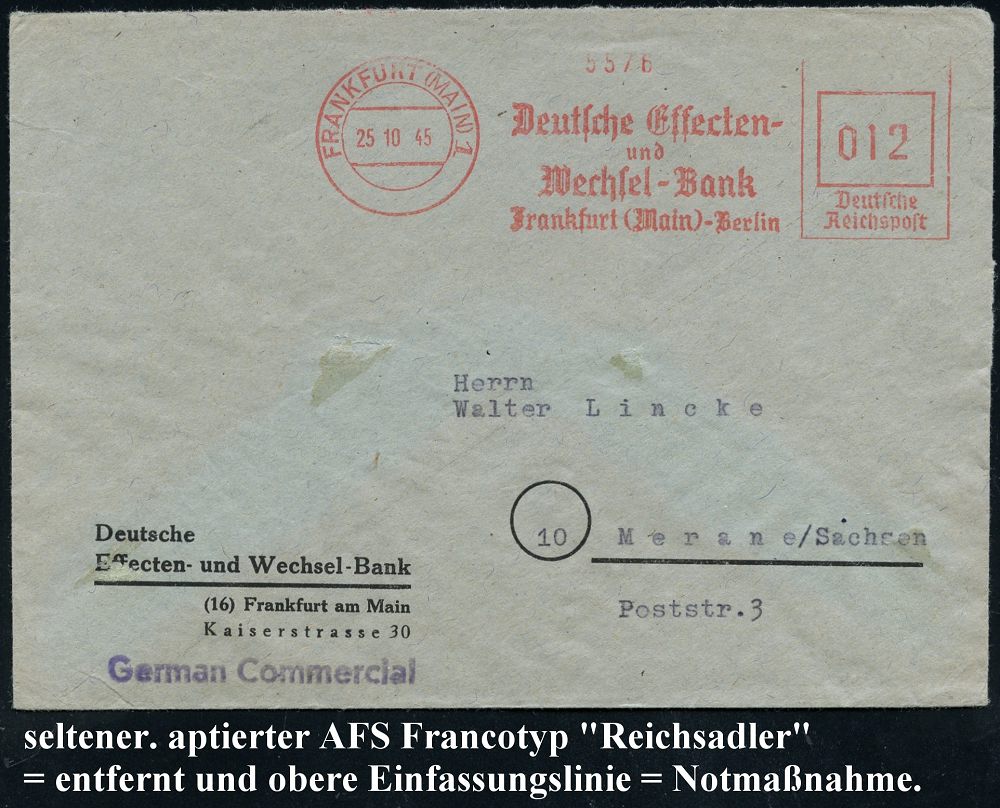 FRANKFURT (MAIN) 1
25 10 45
5576
Deutsche Effecten-
und
Wechsel-Bank
Frankfurt (Main)-Berlin
012
Deutsche
Reichspost
Herrn
Walter Lincke
10 Merane/Sachsen
Poststr.3
Deutsche
Effecten- und Wechsel-Bank
(16) Frankfurt am Main
Kaiserstrasse 30
German Commercial
seltener. aptierter AFS Francotyp "Reichsadler"
= entfernt und obere Einfassungslinie = Notmaßnahme.